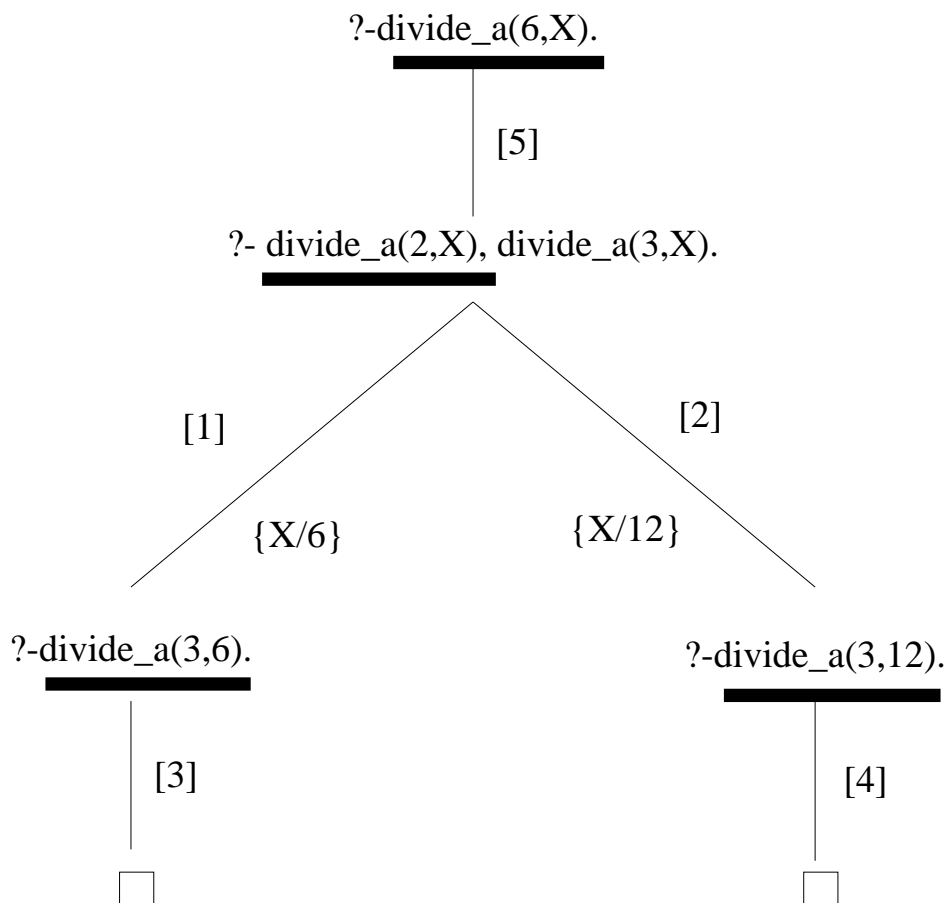 ?-divide_a(6,X).
[5]
?- divide_a(2,X), divide_a(3,X).
[1]
[2]
{X/6}
{X/12}
?-divide_a(3,6).
?-divide_a(3,12).
[3]
[4]